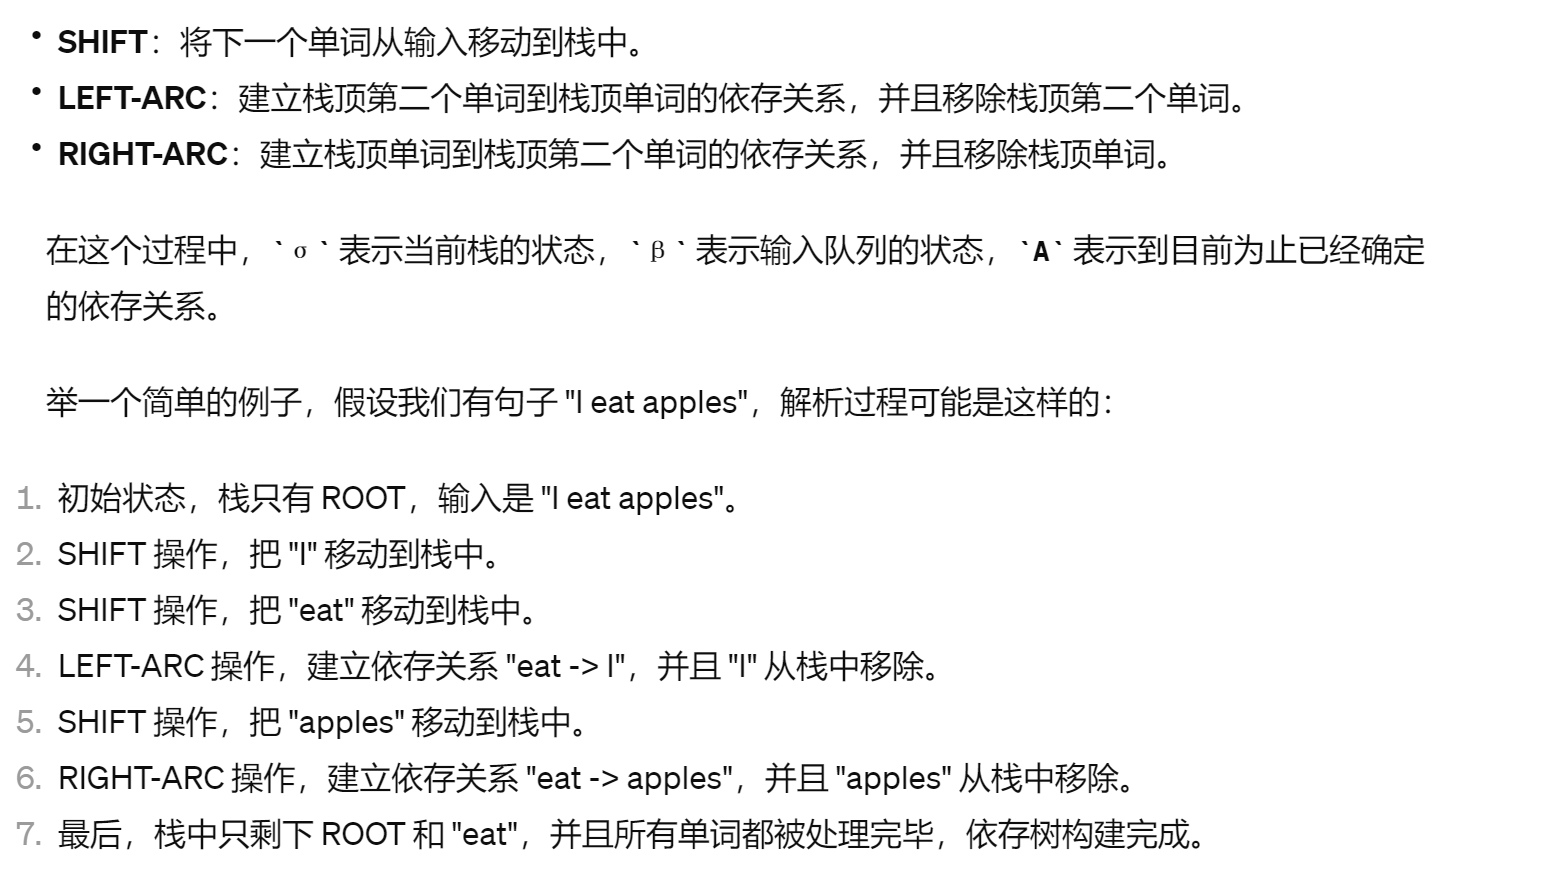 • SHIFT：将下一个单词从输入移动到栈中。
• LEFT-ARC：建立栈顶第二个单词到栈顶单词的依存关系，并且移除栈顶第二个单词。
• RIGHT-ARC：建立栈顶单词到栈顶第二个单词的依存关系，并且移除栈顶单词。
在这个过程中，` σ ` 表示当前栈的状态，` β ` 表示输入队列的状态，`A` 表示到目前为止已经确定
的依存关系。
举一个简单的例子，假设我们有句子 "I eat apples"，解析过程可能是这样的：
1. 初始状态，栈只有 ROOT，输入是 "I eat apples"。
2. SHIFT 操作，把 "I" 移动到栈中。
3. SHIFT 操作，把 "eat" 移动到栈中。
4. LEFT-ARC 操作，建立依存关系 "eat -> I"，并且 "I" 从栈中移除。
5. SHIFT 操作，把 "apples" 移动到栈中。
6. RIGHT-ARC 操作，建立依存关系 "eat -> apples"，并且 "apples" 从栈中移除。
7. 最后，栈中只剩下 ROOT 和 "eat"，并且所有单词都被处理完毕，依存树构建完成。